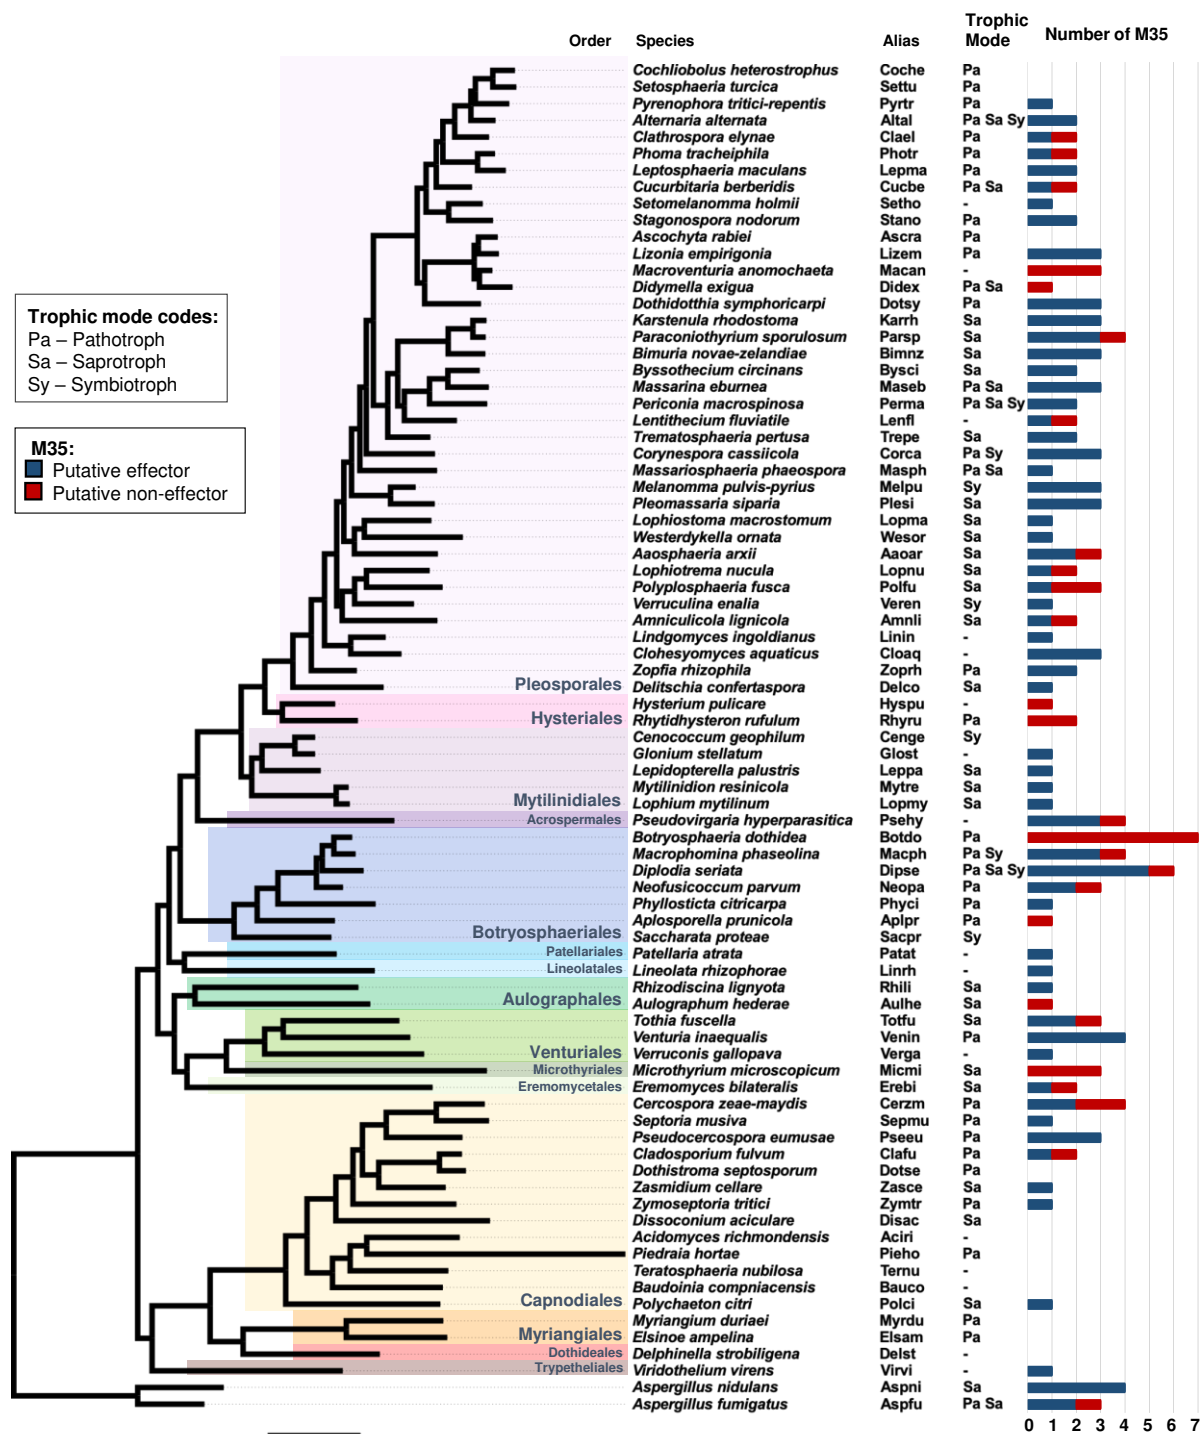 Order Species Alias Trophic Mode Number of M35
Cochliobolus heterostrophus Coche Pa
Setosphaeria turcica Settu Pa
Pyrenophora tritici-repentis Pyrtr Pa
Alternaria alternata Altal Pa Sa Sy
Clathrospora elynae Clael Pa
Phoma tracheiphila Photr Pa
Leptosphaeria maculans Lepma Pa
Cucurbitaria berberidis Cucbe Pa Sa
Setomelanomma holmii Setho -
Stagonospora nodorum Stano Pa
Ascochyta rabiei Ascra Pa
Lizonia empirigonia Lizem Pa
Macroventuria anomochaeta Macan -
Didymella exigua Didex Pa Sa
Dothidotthia symphoricarpi Dotsy Pa
Trophic mode codes:
Pa – Pathotroph
Sa – Saprotroph
Sy – Symbiotroph
Karstenula rhodostoma Karrh Sa
Paraconiothyrium sporulosum Parsp Sa
Bimuria novae-zelandiae Bimnz Sa
Byssothecium circinans Bysci Sa
Massarina eburnea Maseb Pa Sa
Periconia macrospinosa Perma Pa Sa Sy
Lentithecium fluviatile Lenfl -
Trematosphaeria pertusa Trepe Sa
Corynespora cassiicola Corca Pa Sy
Massariosphaeria phaeospora Masph Pa Sa
M35:
Putative effector
Putative non-effector
Melanomma pulvis-pyrius Melpu Sy
Pleomassaria siparia Plesi Sa
Lophiostoma macrostomum Lopma Sa
Westerdykella ornata Wesor Sa
Aaosphaeria arxii Aaoar Sa
Lophiotrema nucula Lopnu Sa
Polyplosphaeria fusca Polfu Sa
Verruculina enalia Veren Sy
Amniculicola lignicola Amnli Sa
Lindgomyces ingoldianus Linin -
Clohesyomyces aquaticus Cloaq -
Zopfia rhizophila Zoprh Pa
Pleosporales Delitschia confertaspora Delco Sa
Hysterium pulicare Hyspu -
Hysteriales Rhytidhysteron rufulum Rhyru Pa
Cenococcum geophilum Cenge Sy
Glonium stellatum Glost -
Lepidopterella palustris Leppa Sa
Mytilinidion resinicola Mytre Sa
Mytilinidiales Lophium mytilinum Lopmy Sa
Acrospermales Pseudovirgaria hyperparasitica Psehy -
Botryosphaeria dothidea Botdo Pa
Macrophomina phaseolina Macph Pa Sy
Diplodia seriata Dipse Pa Sa Sy
Neofusicoccum parvum Neopa Pa
Phyllosticta citricarpa Phyci Pa
Aplosporella prunicola Aplpr Pa
Botryosphaeriales Saccharata proteae Sacpr Sy
Patellariales Patellaria atrata Patat -
Lineolatales Lineolata rhizophorae Linrh -
Rhizodiscina lignyota Rhili Sa
Aulographales Aulographum hederae Aulhe Sa
Tothia fuscella Totfu Sa
Venturia inaequalis Venin Pa
Venturiales Verruconis gallopava Verga -
Microthyriales Microthyrium microscopicum Micmi Sa
Eremomycetales Eremomyces bilateralis Erebi Sa
Cercospora zeae-maydis Cerzm Pa
Septoria musiva Sepmu Pa
Pseudocercospora eumusae Pseeu Pa
Cladosporium fulvum Clafu Pa
Dothistroma septosporum Dotse Pa
Zasmidium cellare Zasce Sa
Zymoseptoria tritici Zymtr Pa
Dissoconium aciculare Disac Sa
Acidomyces richmondensis Aciri -
Piedraia hortae Pieho Pa
Teratosphaeria nubilosa Ternu -
Baudoinia compniacensis Bauco -
Capnodiales Polychaeton citri Polci Sa
Myriangium duriaei Myrdu Pa
Myriangiales Elsinoe ampelina Elsam Pa
Dothideales Delphinella strobiligena Delst -
Trypetheliales Viridothelium virens Virvi -
Aspergillus nidulans Aspni Sa
Aspergillus fumigatus Aspfu Pa Sa
0 1 2 3 4 5 6 7